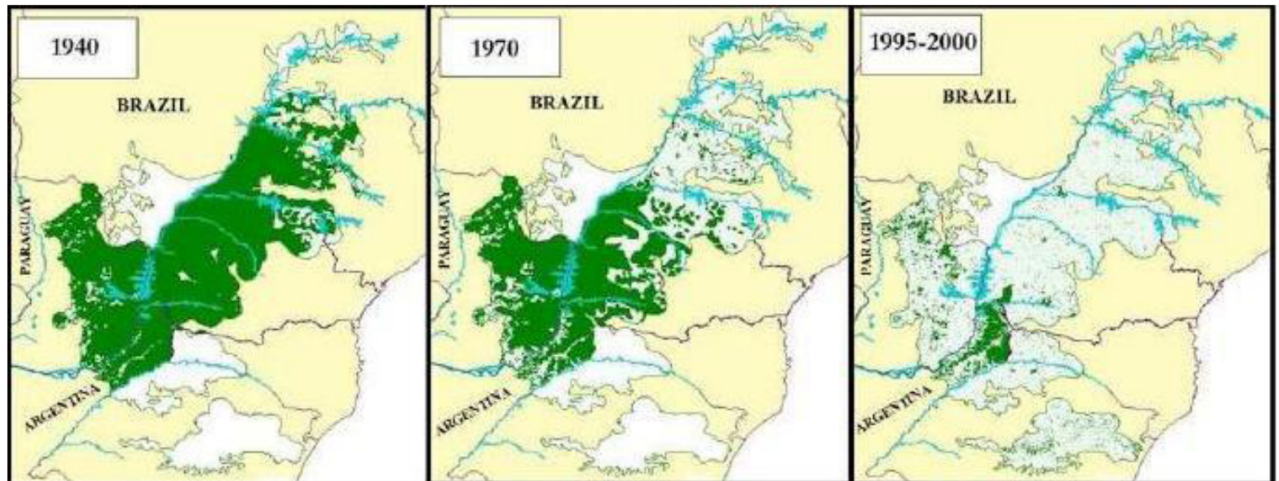 1940
BRAZIL
PARAGUAY
ARGENTINA
1970
BRAZIL
PARAGUAY
ARGENTINA
1995-2000
BRAZIL
PARAGUAY
ARGENTINA